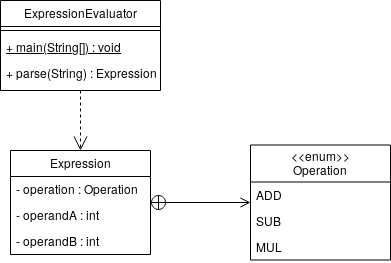 ExpressionEvaluator
+ main(String[]) : void
+ parse(String) : Expression
Expression
- operation : Operation
- operandA : int
- operandB : int
<<enum>>
Operation
ADD
SUB
MUL